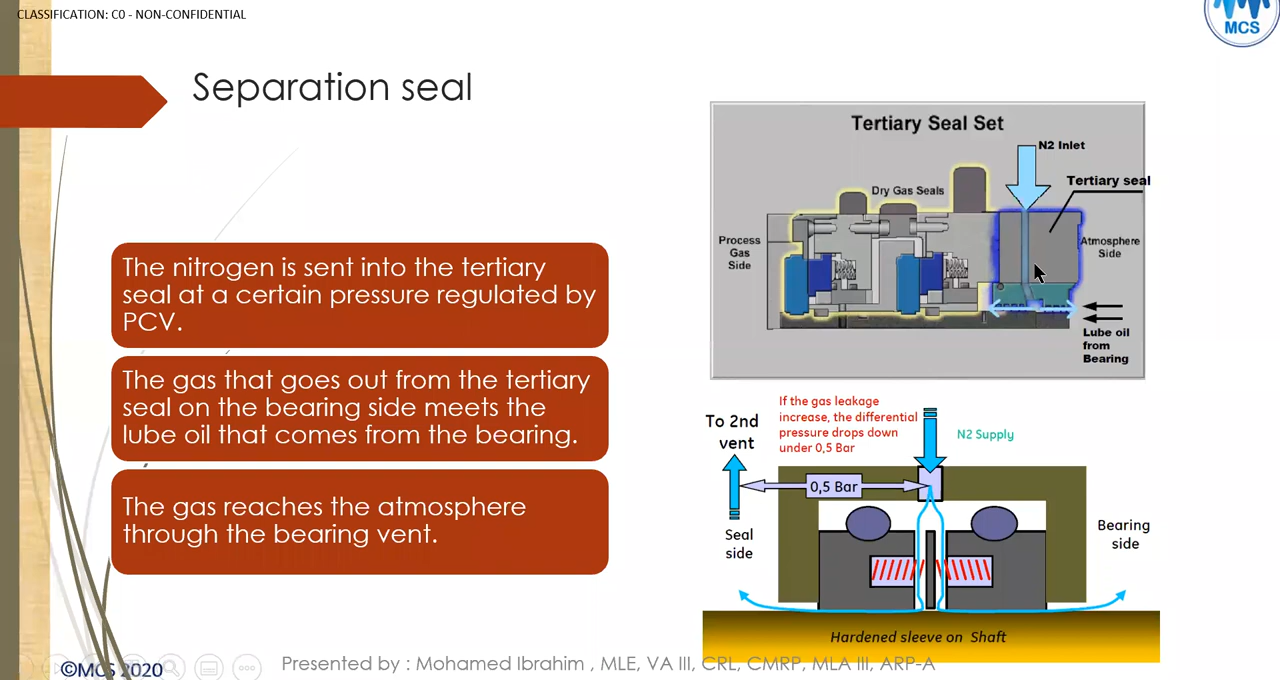 CLASSIFICATION: C0 - NON-CONFIDENTIAL
MCS
Separation seal
The nitrogen is sent into the tertiary
seal at a certain pressure regulated by
PCV.
The gas that goes out from the tertiary
seal on the bearing side meets the
lube oil that comes from the bearing.
The gas reaches the atmosphere
through the bearing vent.
Tertiary Seal Set
N2 Inlet
Dry Gas Seals
Tertiary seal
Process
Gas
Side
Atmosphere
Side
Lube oil
from
Bearing
If the gas leakage
increase, the differential
pressure drops down
under 0,5 Bar
To 2nd
vent
N2 Supply
0,5 Bar
Seal
side
Bearing
side
Hardened sleeve on Shaft
©MCS 2020
Presented by : Mohamed Ibrahim , MLE, VA III, CRL, CMRP, MLA III, ARP-A